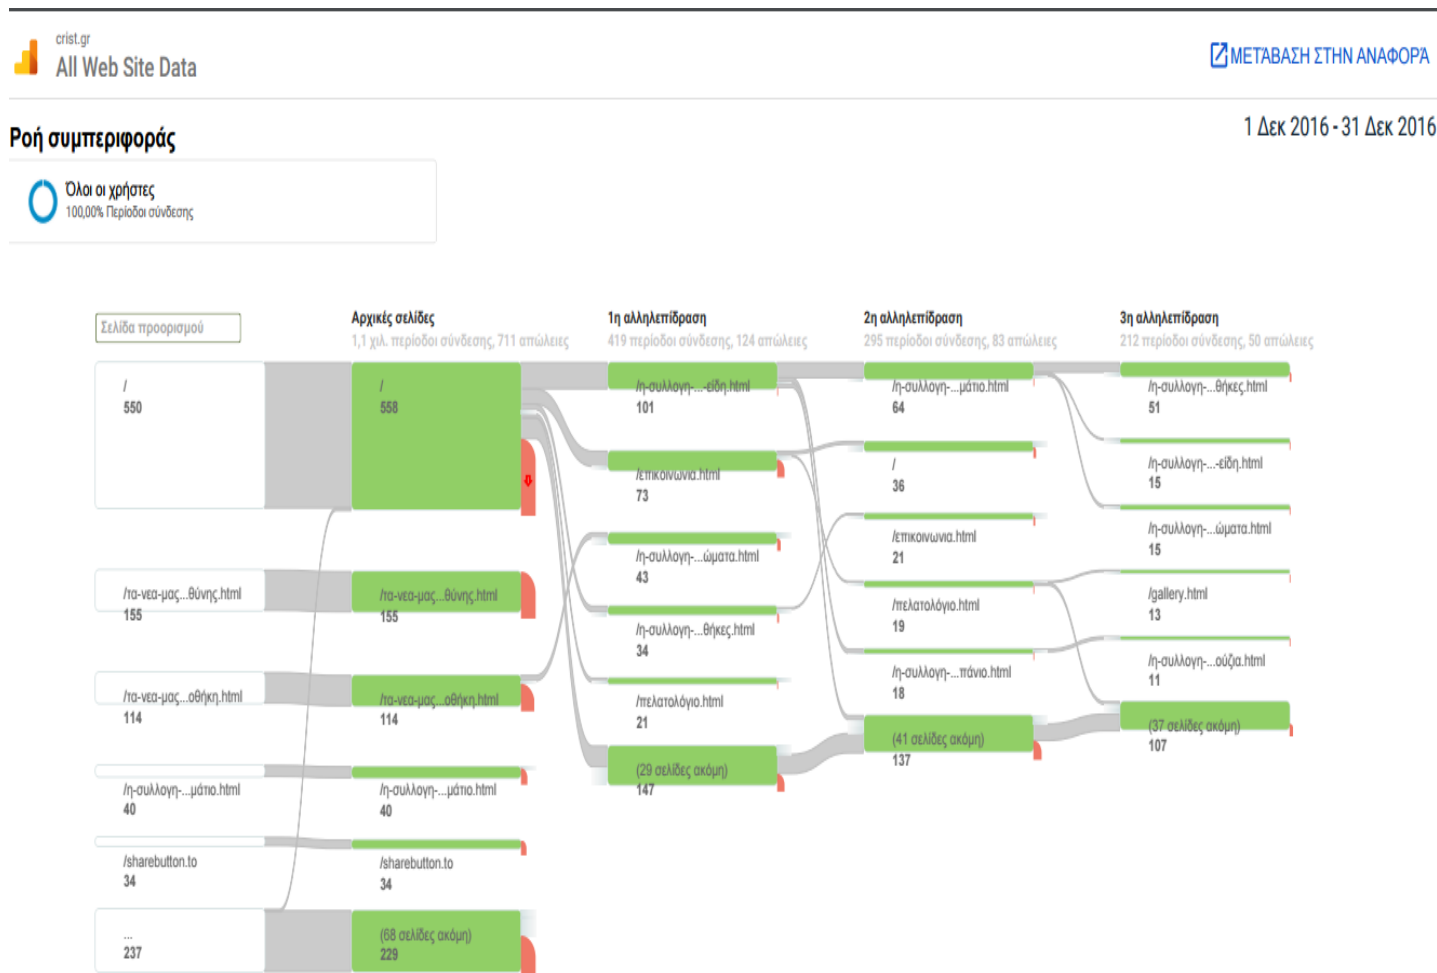 crist.gr
All Web Site Data
ΜΕΤΆΒΑΣΗ ΣΤΗΝ ΑΝΑΦΟΡΆ
Ροή συμπεριφοράς
1 Δεκ 2016 - 31 Δεκ 2016
Όλοι οι χρήστες
100,00% Περίοδοι σύνδεσης
Σελίδα προορισμού
/
550
/τα-νεα-μας...θύνης.html
155
/τα-νεα-μας...οθήκη.html
114
/η-συλλογη-...μάτιο.html
40
/sharebutton.to
34
...
237
Αρχικές σελίδες
1,1 χιλ. περίοδοι σύνδεσης, 711 απώλειες
/
558
/τα-νεα-μας...θύνης.html
155
/τα-νεα-μας...οθήκη.html
114
/η-συλλογη-...μάτιο.html
40
/sharebutton.to
34
(68 σελίδες ακόμη)
229
1η αλληλεπίδραση
419 περίοδοι σύνδεσης, 124 απώλειες
/η-συλλογη-...-είδη.html
101
/επικοινωνια.html
73
/η-συλλογη-...ώματα.html
43
/η-συλλογη-...θήκες.html
34
/πελατολόγιο.html
21
(29 σελίδες ακόμη)
147
2η αλληλεπίδραση
295 περίοδοι σύνδεσης, 83 απώλειες
/η-συλλογη-...μάτιο.html
64
/
36
/επικοινωνια.html
21
/πελατολόγιο.html
19
/η-συλλογη-...πάνιο.html
18
(41 σελίδες ακόμη)
137
3η αλληλεπίδραση
212 περίοδοι σύνδεσης, 50 απώλειες
/η-συλλογη-...θήκες.html
51
/η-συλλογη-...-είδη.html
15
/η-συλλογη-...ώματα.html
15
/gallery.html
13
/η-συλλογη-...ούζια.html
11
(37 σελίδες ακόμη)
107